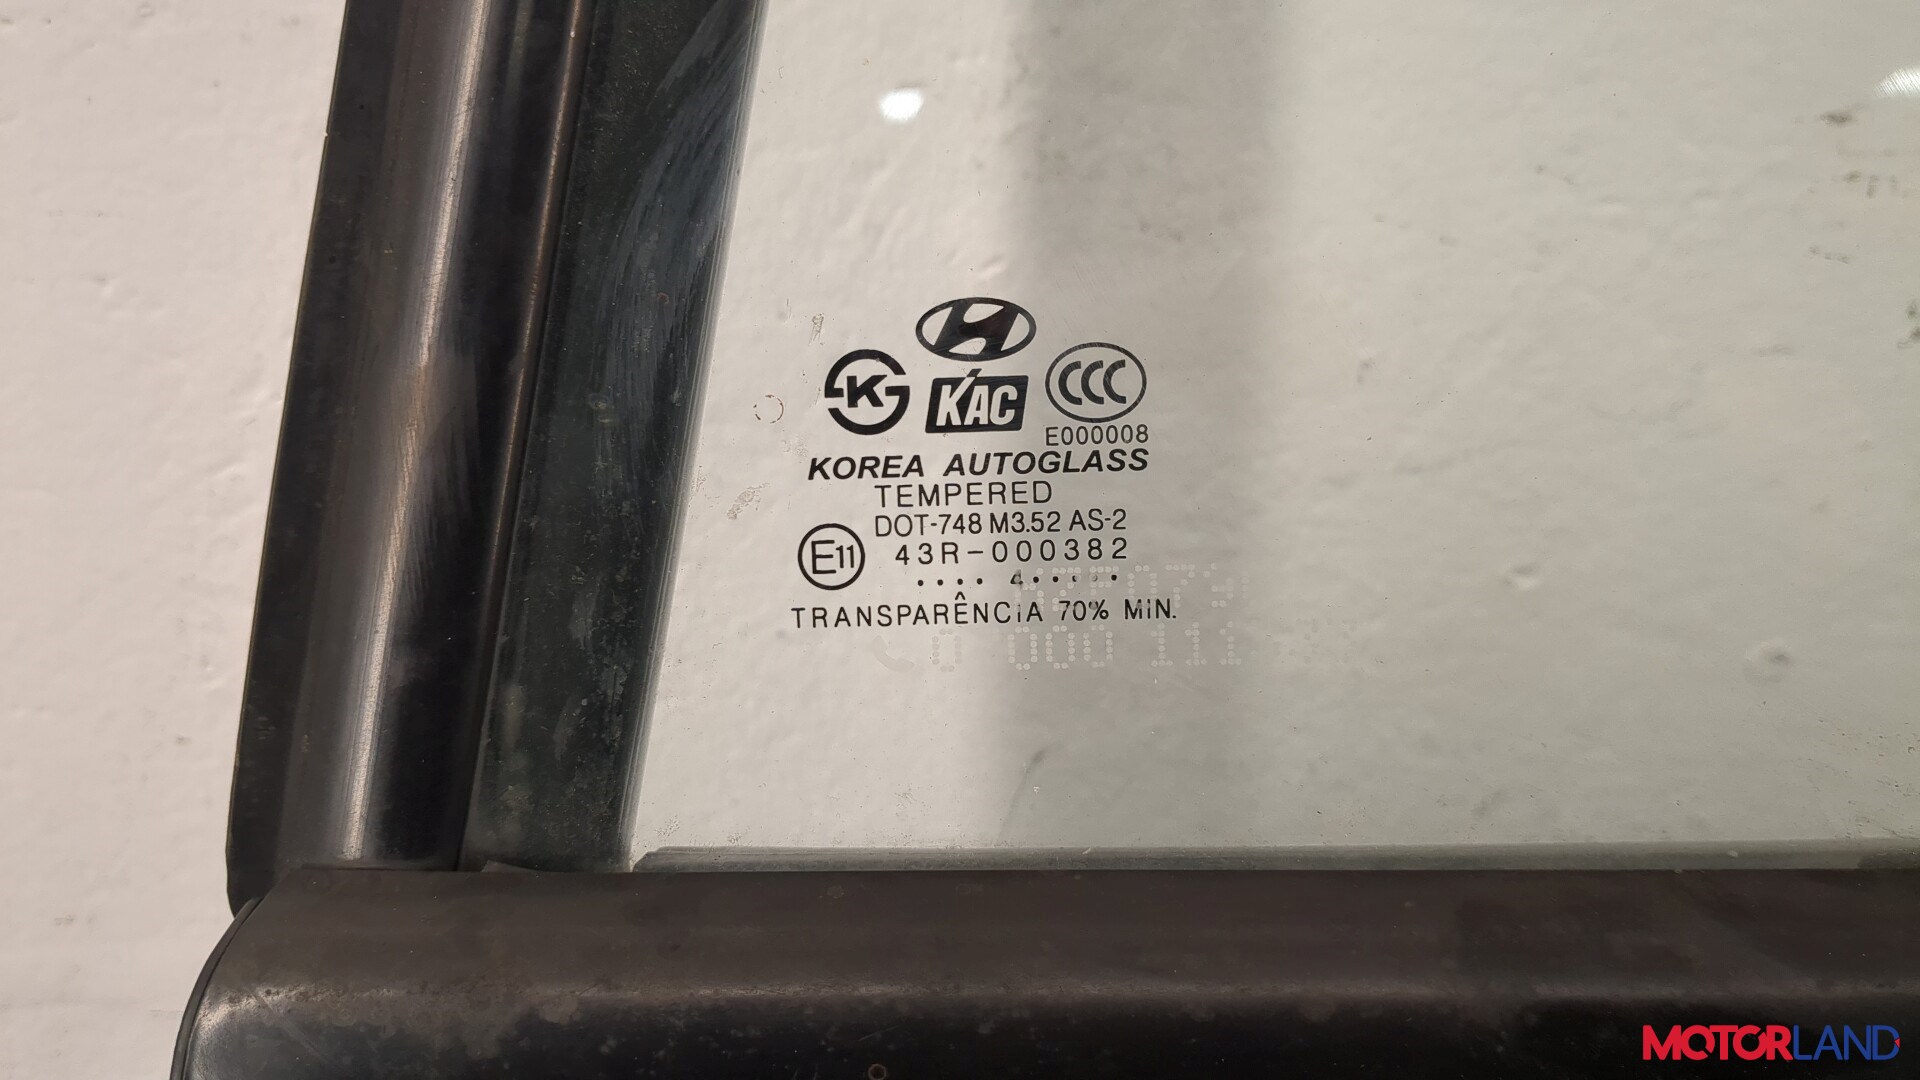 K
KAC
CCC
E000008
KOREA AUTOGLASS
TEMPERED
DOT-748 M3.52 AS-2
E11
43R-000382
•••• 4•••••
TRANSPARÊNCIA 70% MIN.
MOTORLAND